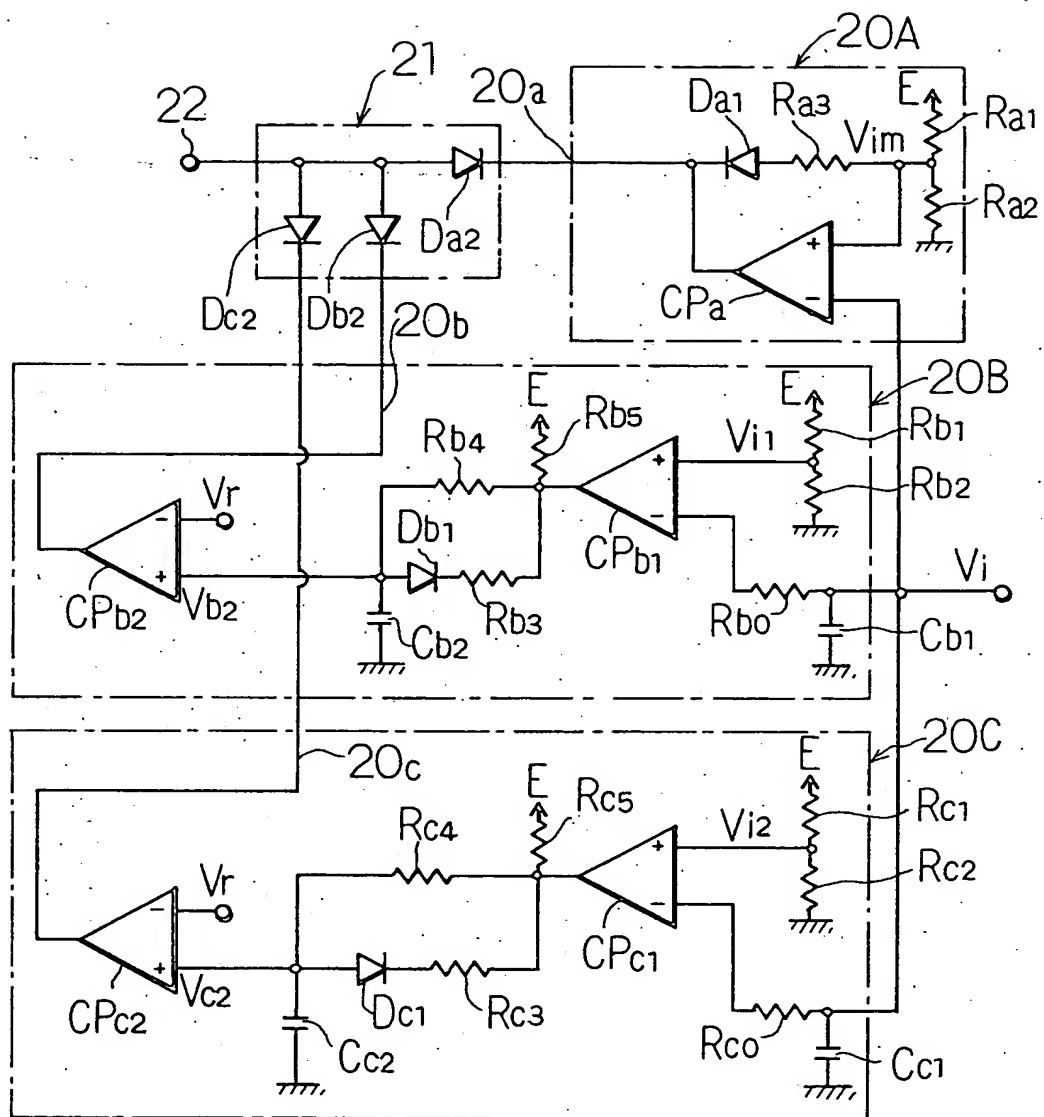 20A
21
20a
22
Da1
Ra3
Vim
E
Ra1
Ra2
Da2
CPa
+
−
Dc2
Db2
20b
20B
E
Rb5
Rb4
E
Rb1
Vi1
Rb2
+
−
Vr
−
+
Db1
CPb1
Vi
CPb2
Vb2
Rb3
Rb0
Cb1
Cb2
20C
20c
E
Rc5
Rc4
E
Rc1
Vi2
Rc2
+
−
Vr
−
+
CPc1
CPc2
Vc2
Dc1
Rc3
Rc0
Cc1
Cc2